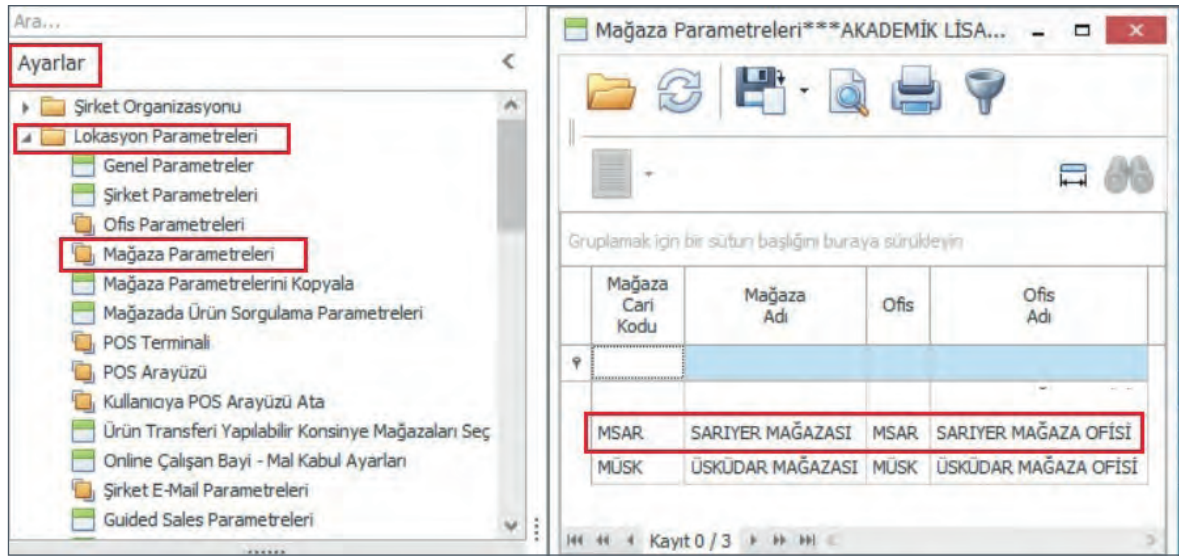 Ara...
Ayarlar
Şirket Organizasyonu
Lokasyon Parametreleri
Genel Parametreler
Şirket Parametreleri
Ofis Parametreleri
Mağaza Parametreleri
Mağaza Parametrelerini Kopyala
Mağazada Ürün Sorgulama Parametreleri
POS Terminali
POS Arayüzü
Kullanıcıya POS Arayüzü Ata
Ürün Transferi Yapılabilir Konsinye Mağazaları Seç
Online Çalışan Bayi - Mal Kabul Ayarları
Şirket E-Mail Parametreleri
Guided Sales Parametreleri
Mağaza Parametreleri***AKADEMİK LİSA...
Gruplamak için bir sütun başlığını buraya sürükleyin
Mağaza Cari Kodu Mağaza Adı Ofis Ofis Adı
MSAR SARIYER MAĞAZASI MSAR SARIYER MAĞAZA OFİSİ
MÜSK ÜSKÜDAR MAĞAZASI MÜSK ÜSKÜDAR MAĞAZA OFİSİ
Kayıt 0 / 3